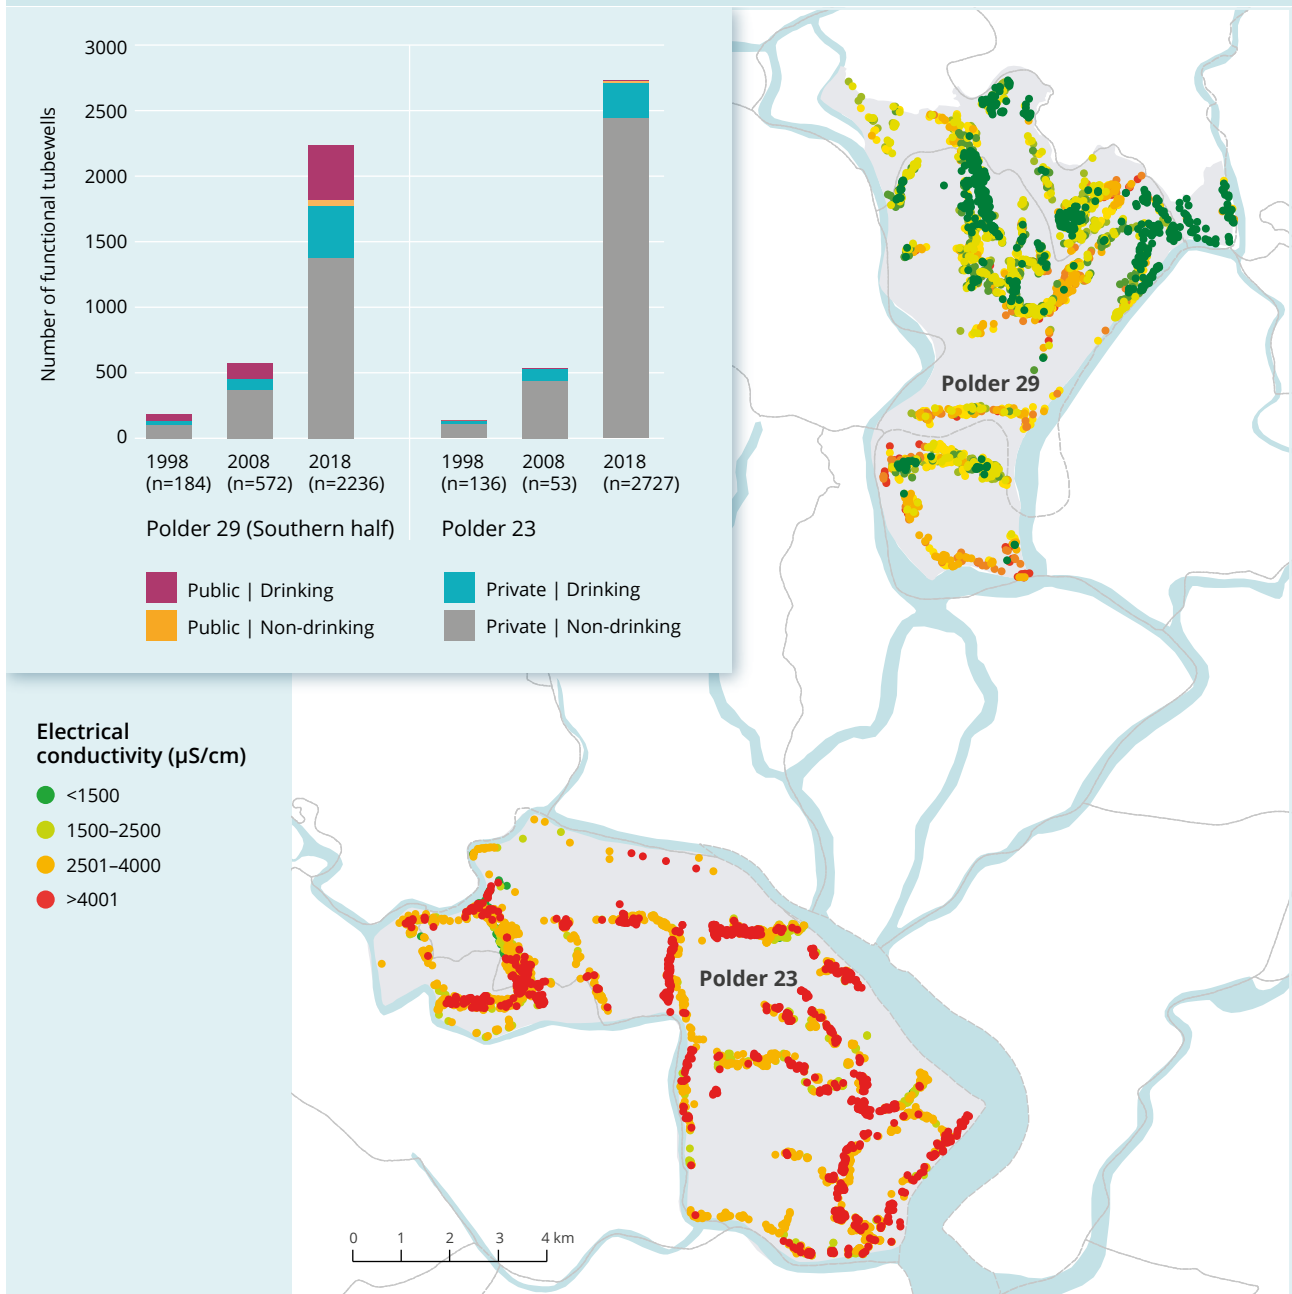 3000
2500
2000
1500
1000
500
0
Number of functional tubewells
1998
(n=184)
2008
(n=572)
2018
(n=2236)
1998
(n=136)
2008
(n=53)
2018
(n=2727)
Polder 29 (Southern half)
Polder 23
Public | Drinking
Private | Drinking
Public | Non-drinking
Private | Non-drinking
Polder 29
Electrical
conductivity (µS/cm)
<1500
1500–2500
2501–4000
>4001
Polder 23
0 1 2 3 4 km